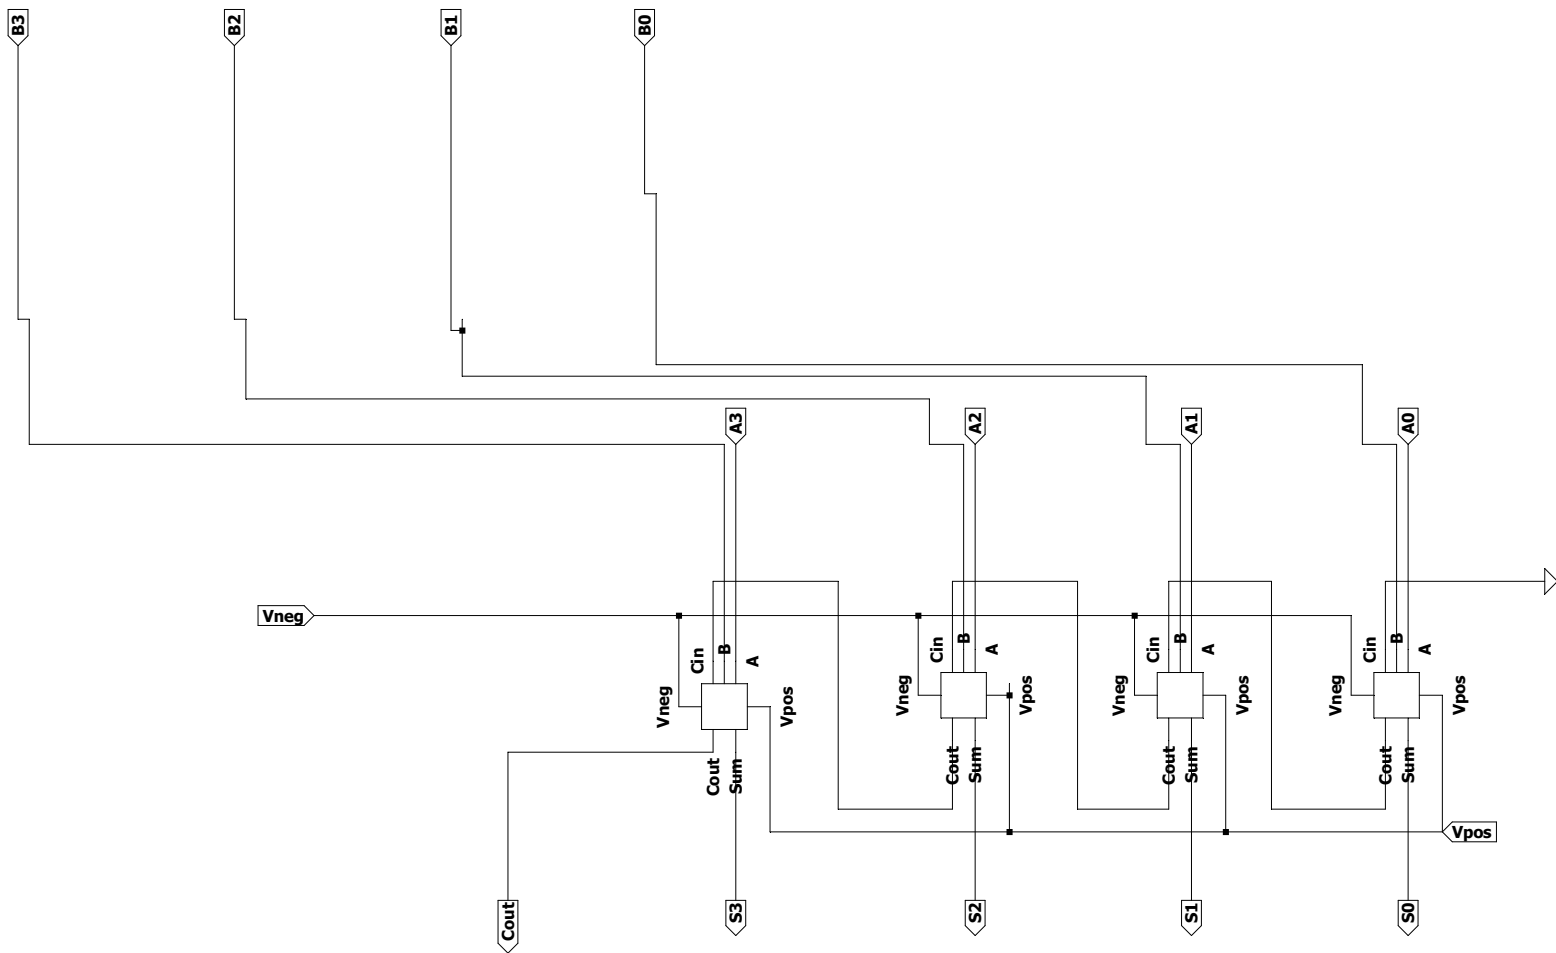 B3
B2
B1
B0
A3
A2
A1
A0
Vneg
Cin
B
A
Vneg
Vpos
Cout
Sum
Cin
B
A
Vneg
Vpos
Cout
Sum
Cin
B
A
Vneg
Vpos
Cout
Sum
Cin
B
A
Vneg
Vpos
Cout
Sum
Vpos
Cout
S3
S2
S1
S0